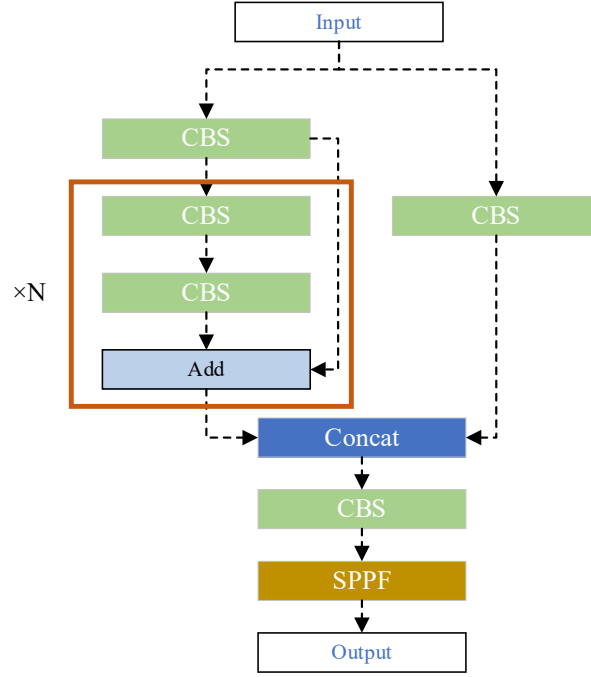 Input
CBS
CBS
CBS
CBS
×N
Add
Concat
CBS
SPPF
Output